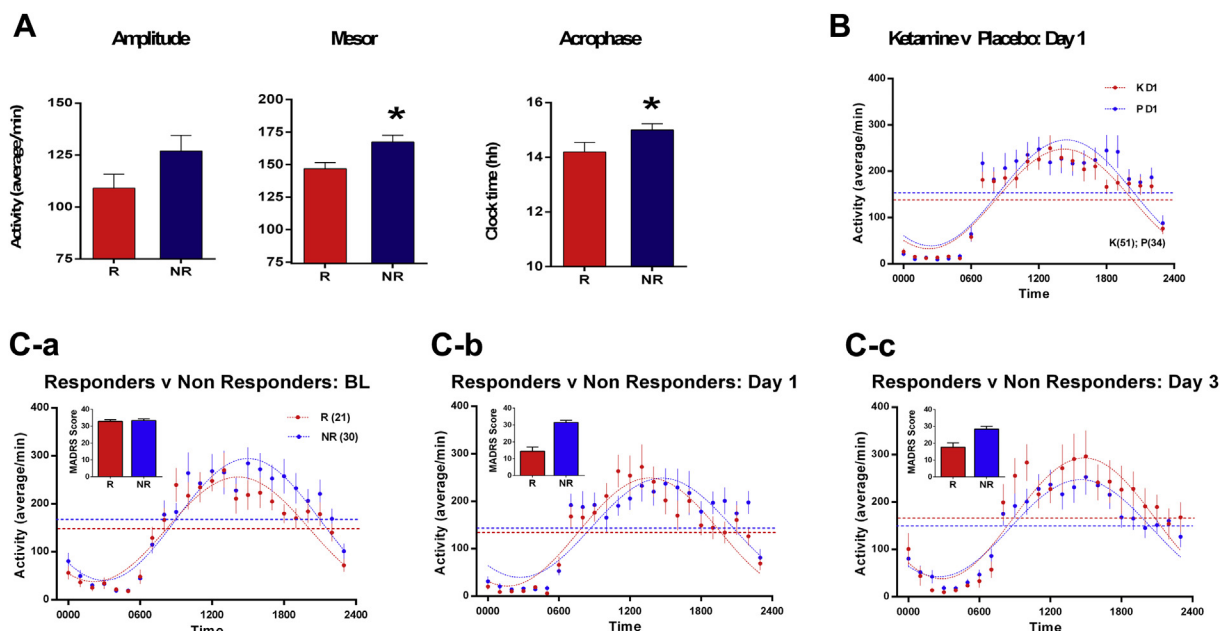 A
Amplitude
Mesor
Acrophase
Activity (average/min)
150
125
100
75
R
NR
200
175
150
125
100
75
*
R
NR
Clock time (hh)
16
14
12
10
*
R
NR
B
Ketamine v Placebo: Day 1
Activity (average/min)
400
300
200
100
0
K D1
P D1
K(51); P(34)
0000
0600
1200
1800
2400
Time
C-a
Responders v Non Responders: BL
Activity (average/min)
400
300
200
100
0
MADRS Score
40
30
20
10
0
R
NR
R (21)
NR (30)
0000
0600
1200
1800
2400
Time
C-b
Responders v Non Responders: Day 1
Activity (average/min)
400
300
200
100
0
MADRS Score
40
30
20
10
0
R
NR
0000
0600
1200
1800
2400
Time
C-c
Responders v Non Responders: Day 3
Activity (average/min)
400
300
200
100
0
MADRS Score
40
30
20
10
0
R
NR
0000
0600
1200
1800
2400
Time